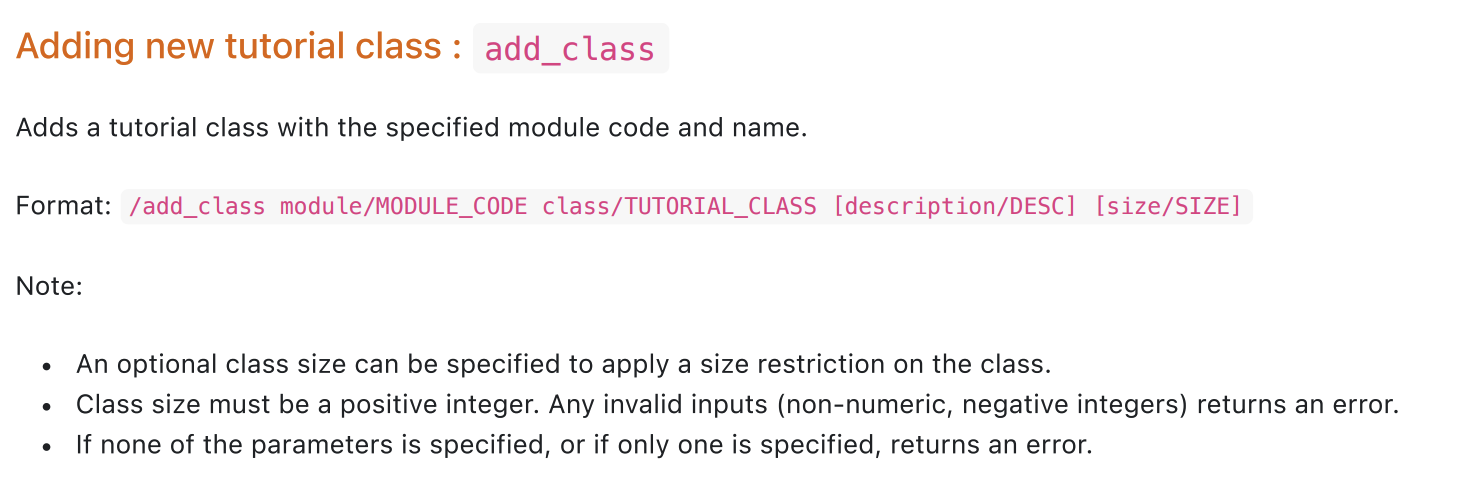 Adding new tutorial class : add_class
Adds a tutorial class with the specified module code and name.
Format: /add_class module/MODULE_CODE class/TUTORIAL_CLASS [description/DESC] [size/SIZE]
Note:
• An optional class size can be specified to apply a size restriction on the class.
• Class size must be a positive integer. Any invalid inputs (non-numeric, negative integers) returns an error.
• If none of the parameters is specified, or if only one is specified, returns an error.